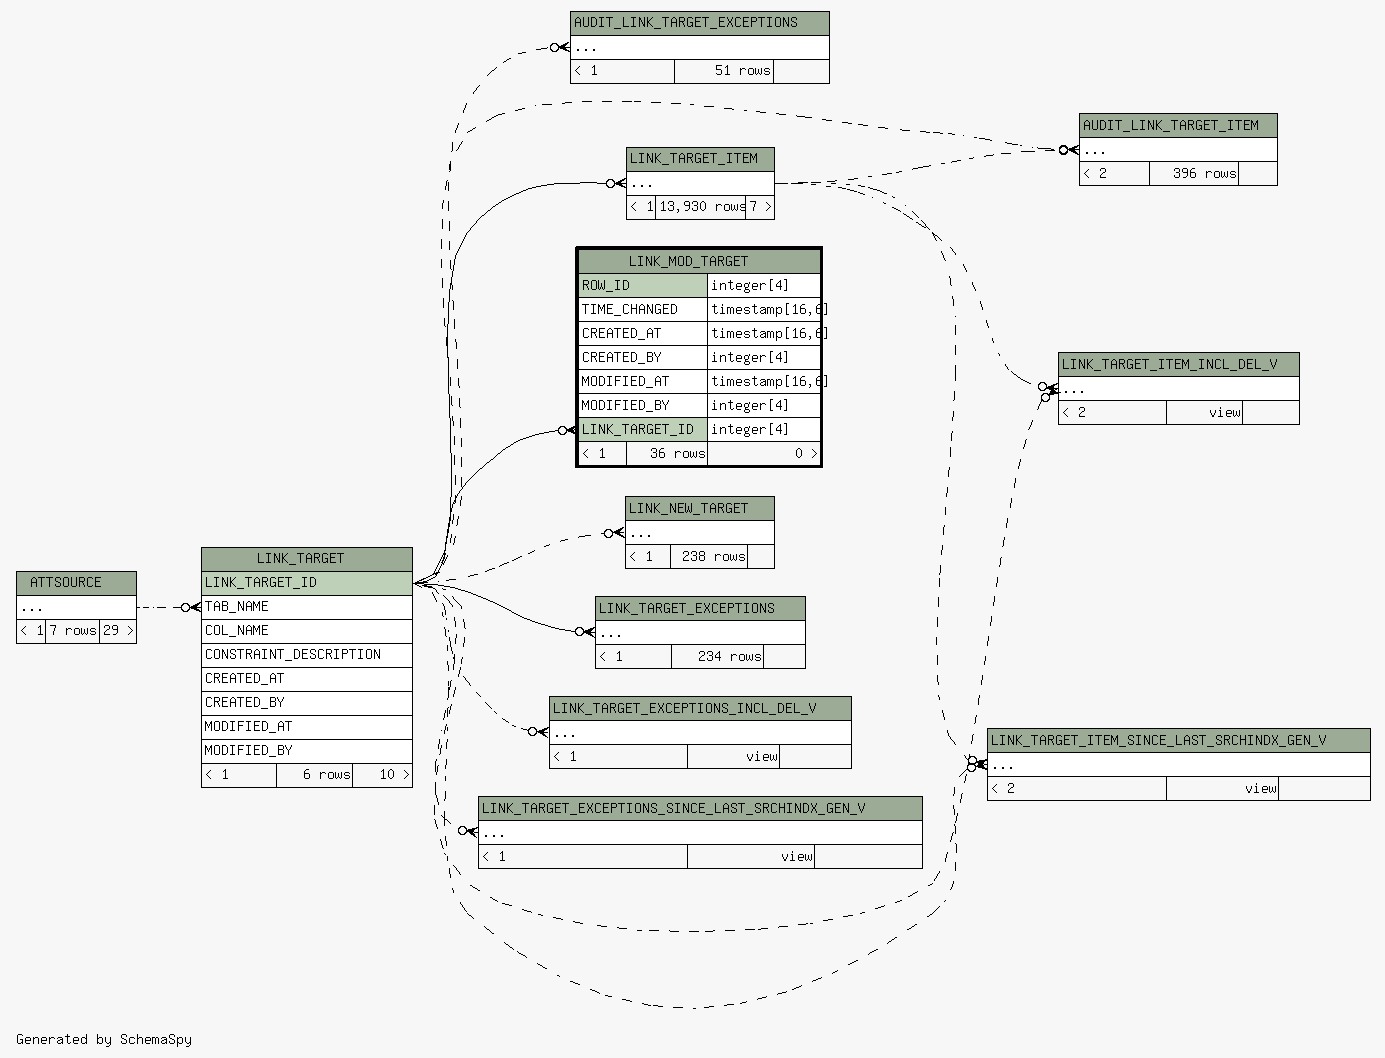 AUDIT_LINK_TARGET_EXCEPTIONS
...
< 1 51 rows
AUDIT_LINK_TARGET_ITEM
...
< 2 396 rows
LINK_TARGET_ITEM
...
< 1 13,930 rows 7 >
LINK_MOD_TARGET
ROW_ID integer[4]
TIME_CHANGED timestamp[16,6]
CREATED_AT timestamp[16,6]
CREATED_BY integer[4]
MODIFIED_AT timestamp[16,6]
MODIFIED_BY integer[4]
LINK_TARGET_ID integer[4]
< 1 36 rows 0 >
LINK_TARGET_ITEM_INCL_DEL_V
...
< 2 view
LINK_NEW_TARGET
...
< 1 238 rows
ATTSOURCE
...
< 1 7 rows 29 >
LINK_TARGET
LINK_TARGET_ID
TAB_NAME
COL_NAME
CONSTRAINT_DESCRIPTION
CREATED_AT
CREATED_BY
MODIFIED_AT
MODIFIED_BY
< 1 6 rows 10 >
LINK_TARGET_EXCEPTIONS
...
< 1 234 rows
LINK_TARGET_EXCEPTIONS_INCL_DEL_V
...
< 1 view
LINK_TARGET_ITEM_SINCE_LAST_SRCHINDX_GEN_V
...
< 2 view
LINK_TARGET_EXCEPTIONS_SINCE_LAST_SRCHINDX_GEN_V
...
< 1 view
Generated by SchemaSpy